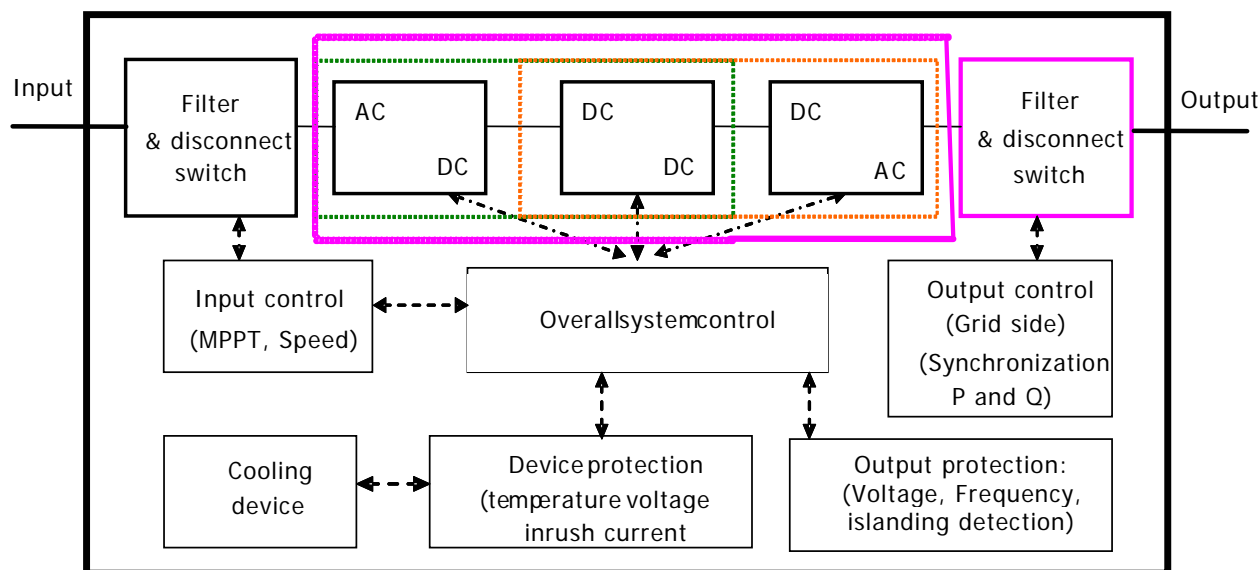 Input
Filter
& disconnect
switch
AC
DC
DC
DC
DC
AC
Filter
& disconnect
switch
Output
Input control
(MPPT, Speed)
Overallsystemcontrol
Output control
(Grid side)
(Synchronization
P and Q)
Cooling
device
Device protection
(temperature voltage
inrush current
Output protection:
(Voltage, Frequency,
islanding detection)